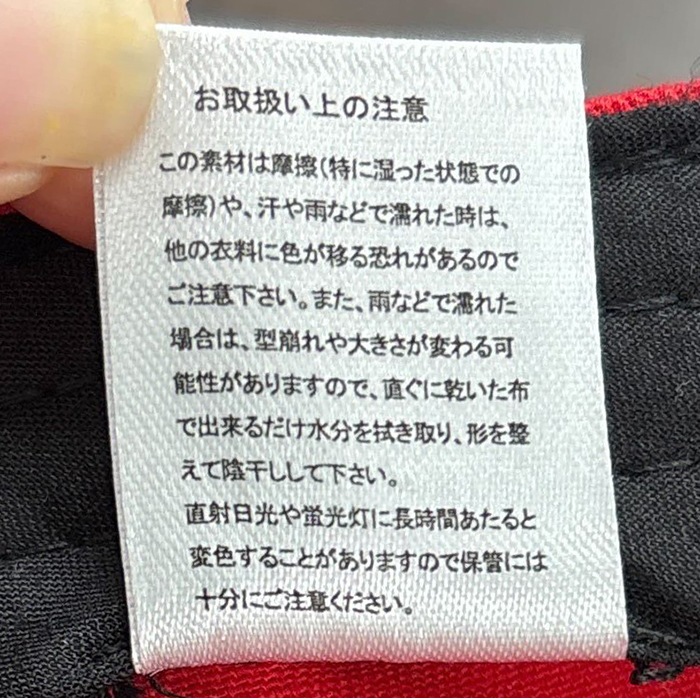 お取扱い上の注意
この素材は摩擦(特に湿った状態での
摩擦)や、汗や雨などで濡れた時は、
他の衣料に色が移る恐れがあるので
ご注意下さい。また、雨などで濡れた
場合は、型崩れや大きさが変わる可
能性がありますので、直ぐに乾いた布
で出来るだけ水分を拭き取り、形を整
えて陰干しして下さい。
直射日光や蛍光灯に長時間あたると
変色することがありますので保管には
十分にご注意ください。